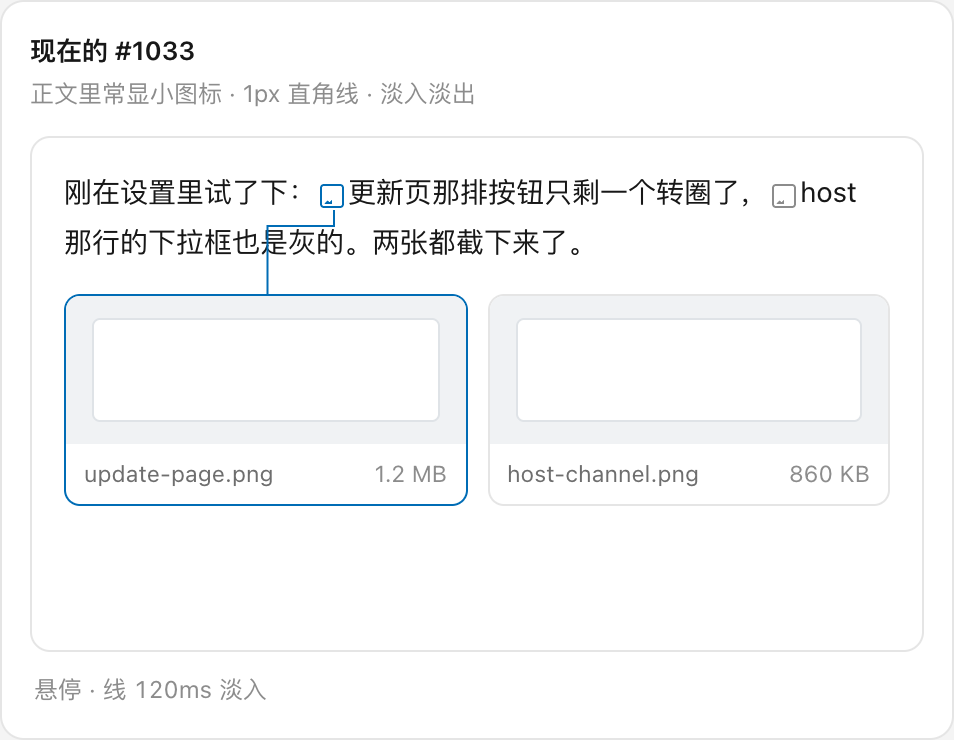 现在的 #1033
正文里常显小图标 · 1px 直角线 · 淡入淡出
刚在设置里试了下：更新页那排按钮只剩一个转圈了，host
那行的下拉框也是灰的。两张都截下来了。
update-page.png 1.2 MB
host-channel.png 860 KB
悬停 · 线 120ms 淡入